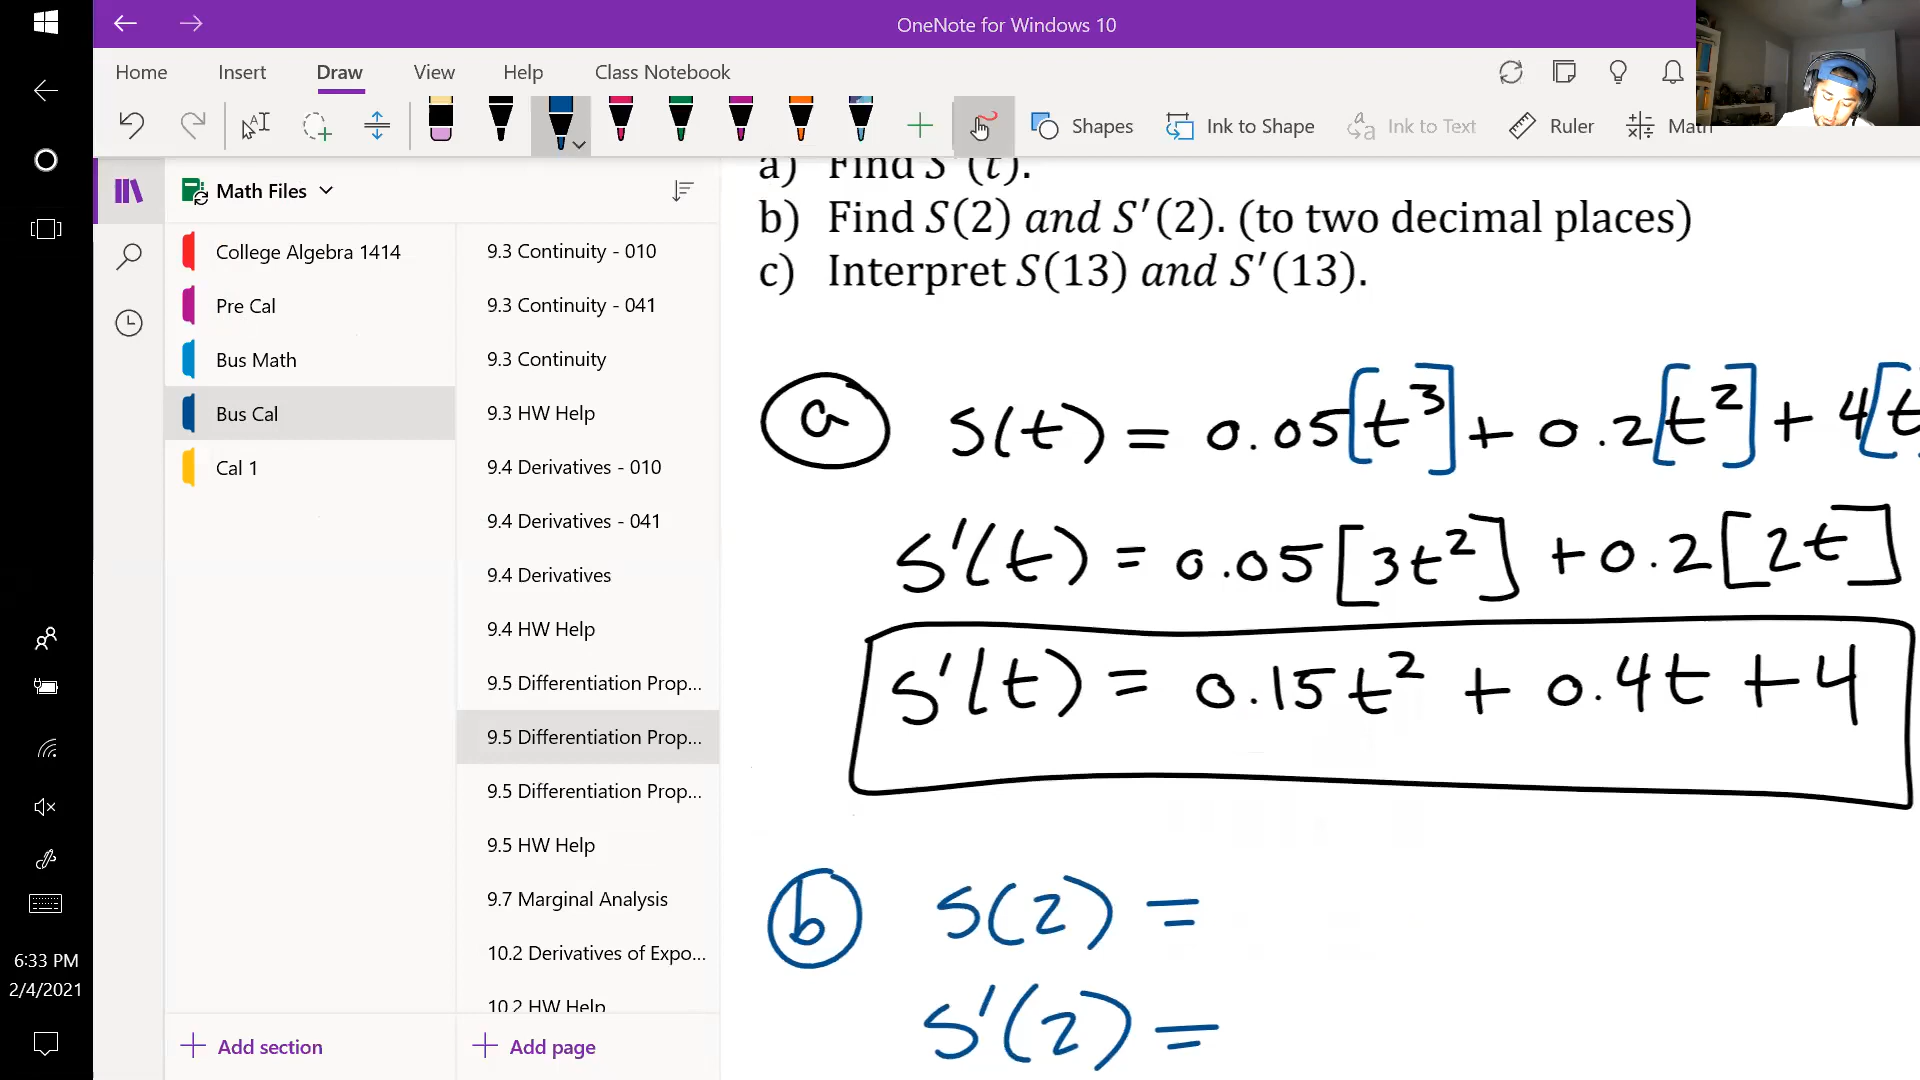 OneNote for Windows 10
Home Insert Draw View Help Class Notebook
Shapes Ink to Shape Ink to Text Ruler Math
Math Files
College Algebra 1414
Pre Cal
Bus Math
Bus Cal
Cal 1
9.3 Continuity - 010
9.3 Continuity - 041
9.3 Continuity
9.3 HW Help
9.4 Derivatives - 010
9.4 Derivatives - 041
9.4 Derivatives
9.4 HW Help
9.5 Differentiation Prop...
9.5 Differentiation Prop...
9.5 Differentiation Prop...
9.5 HW Help
9.7 Marginal Analysis
10.2 Derivatives of Expo...
10.2 HW Help
Add section
Add page
a) Find S'(t).
b) Find S(2) and S′(2). (to two decimal places)
c) Interpret S(13) and S′(13).
a S(t) = 0.05[t³] + 0.2[t²] + 4[t
S'(t) = 0.05[3t²] + 0.2[2t]
S'(t) = 0.15t² + 0.4t + 4
b S(2) =
S'(2) =
6:33 PM
2/4/2021